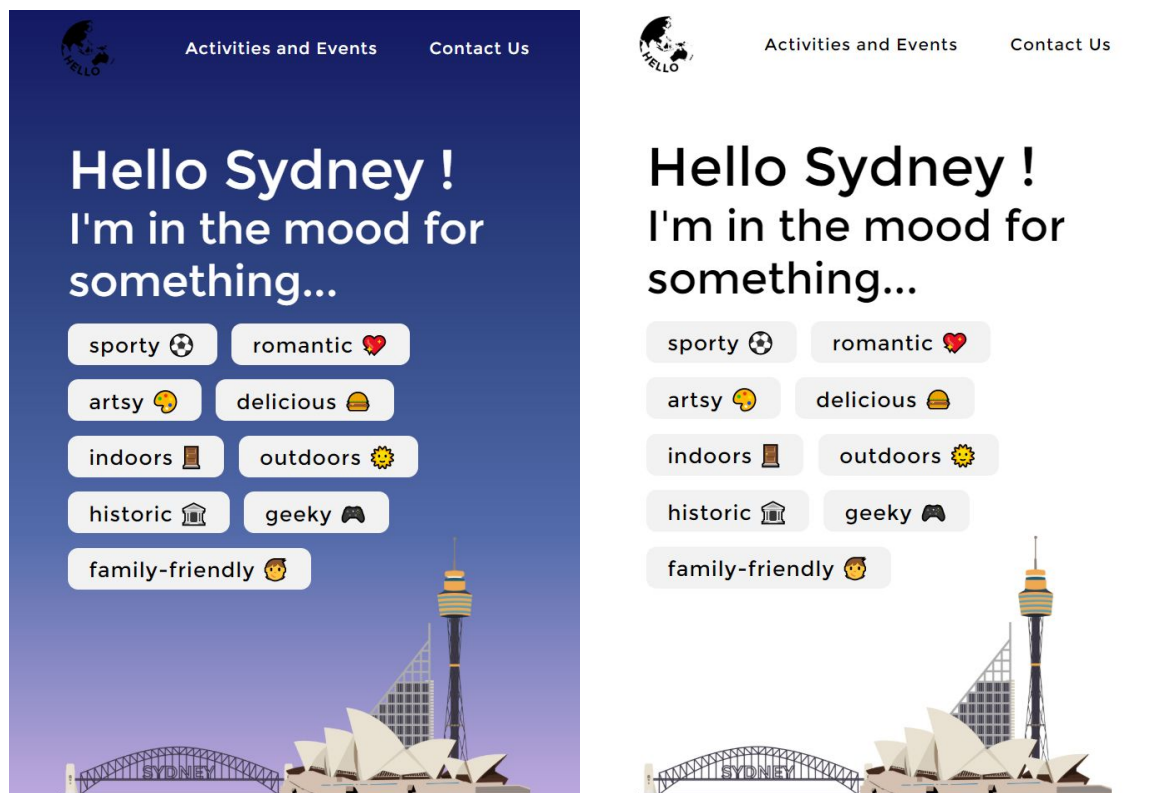 HELLO
Activities and Events
Contact Us
Hello Sydney !
I'm in the mood for
something...
sporty ⚽ romantic 💖
artsy 🎨 delicious 🍔
indoors 🚪 outdoors 🌞
historic 🏛️ geeky 🎮
family-friendly 🧒
SYDNEY
HELLO
Activities and Events
Contact Us
Hello Sydney !
I'm in the mood for
something...
sporty ⚽ romantic 💖
artsy 🎨 delicious 🍔
indoors 🚪 outdoors 🌞
historic 🏛️ geeky 🎮
family-friendly 🧒
SYDNEY